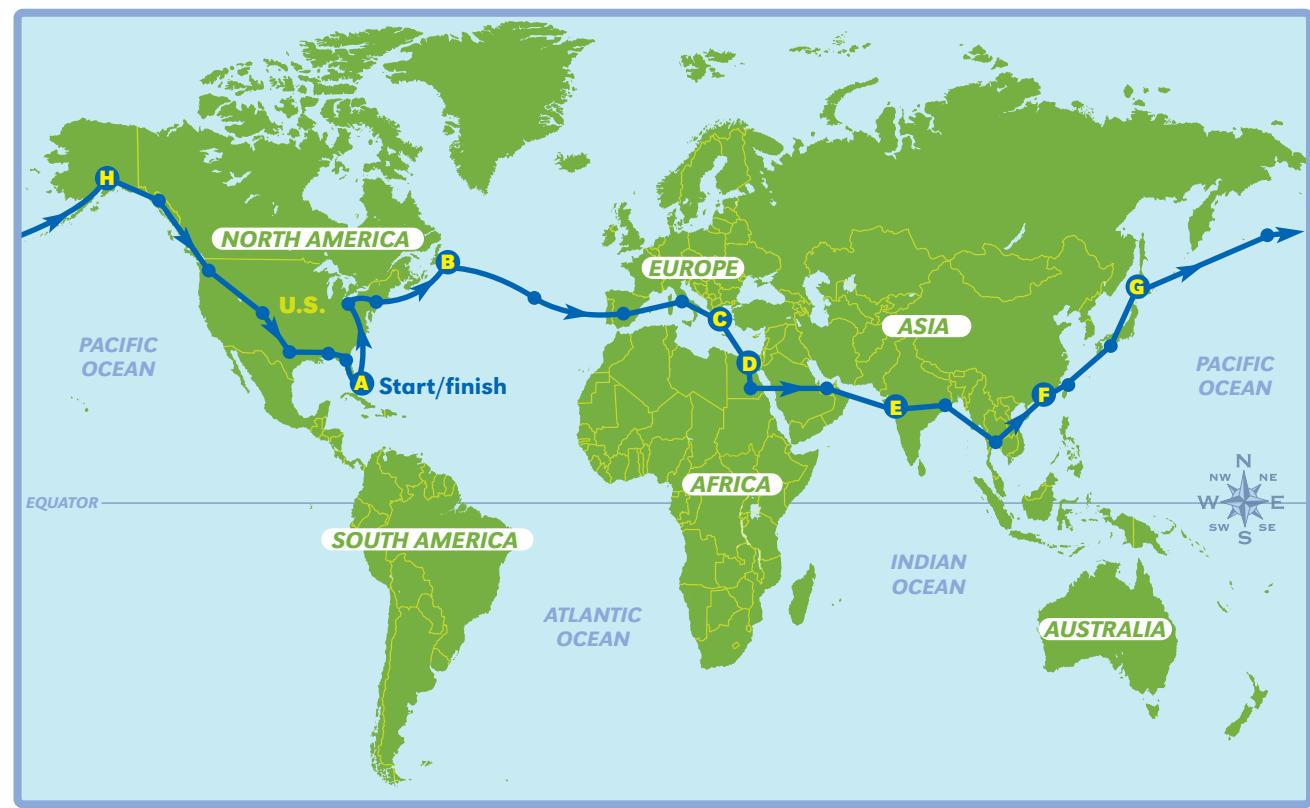 H
NORTH AMERICA
B
EUROPE
U.S.
C
ASIA
G
PACIFIC
OCEAN
PACIFIC
OCEAN
D
A
Start/finish
E
F
AFRICA
EQUATOR
N
NW
NE
W
E
SW
SE
S
SOUTH AMERICA
INDIAN
OCEAN
ATLANTIC
OCEAN
AUSTRALIA